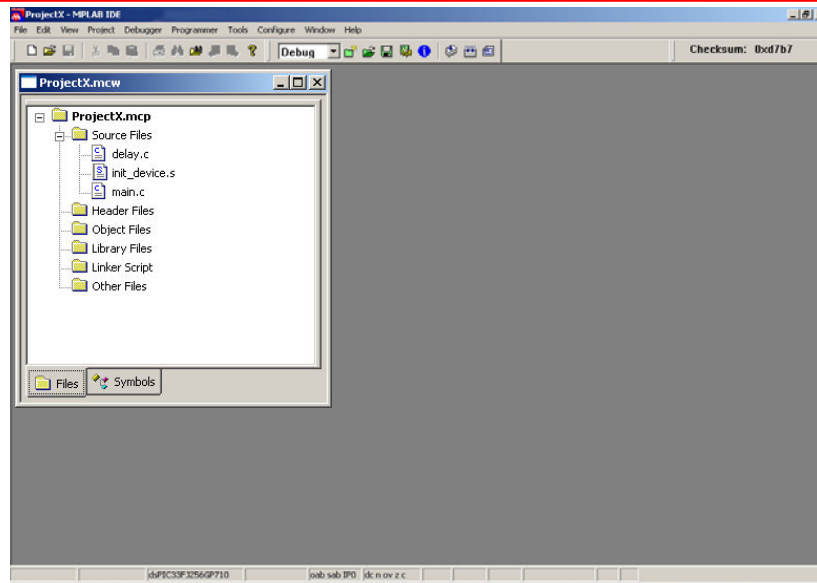 ProjectX - MPLAB IDE
File Edit View Project Debugger Programmer Tools Configure Window Help
Debug
Checksum: 0xd7b7
ProjectX.mcw
ProjectX.mcp
Source Files
delay.c
init_device.s
main.c
Header Files
Object Files
Library Files
Linker Script
Other Files
Files Symbols
dsPIC33FJ256GP710 oab sab IP0 dc n ov z c